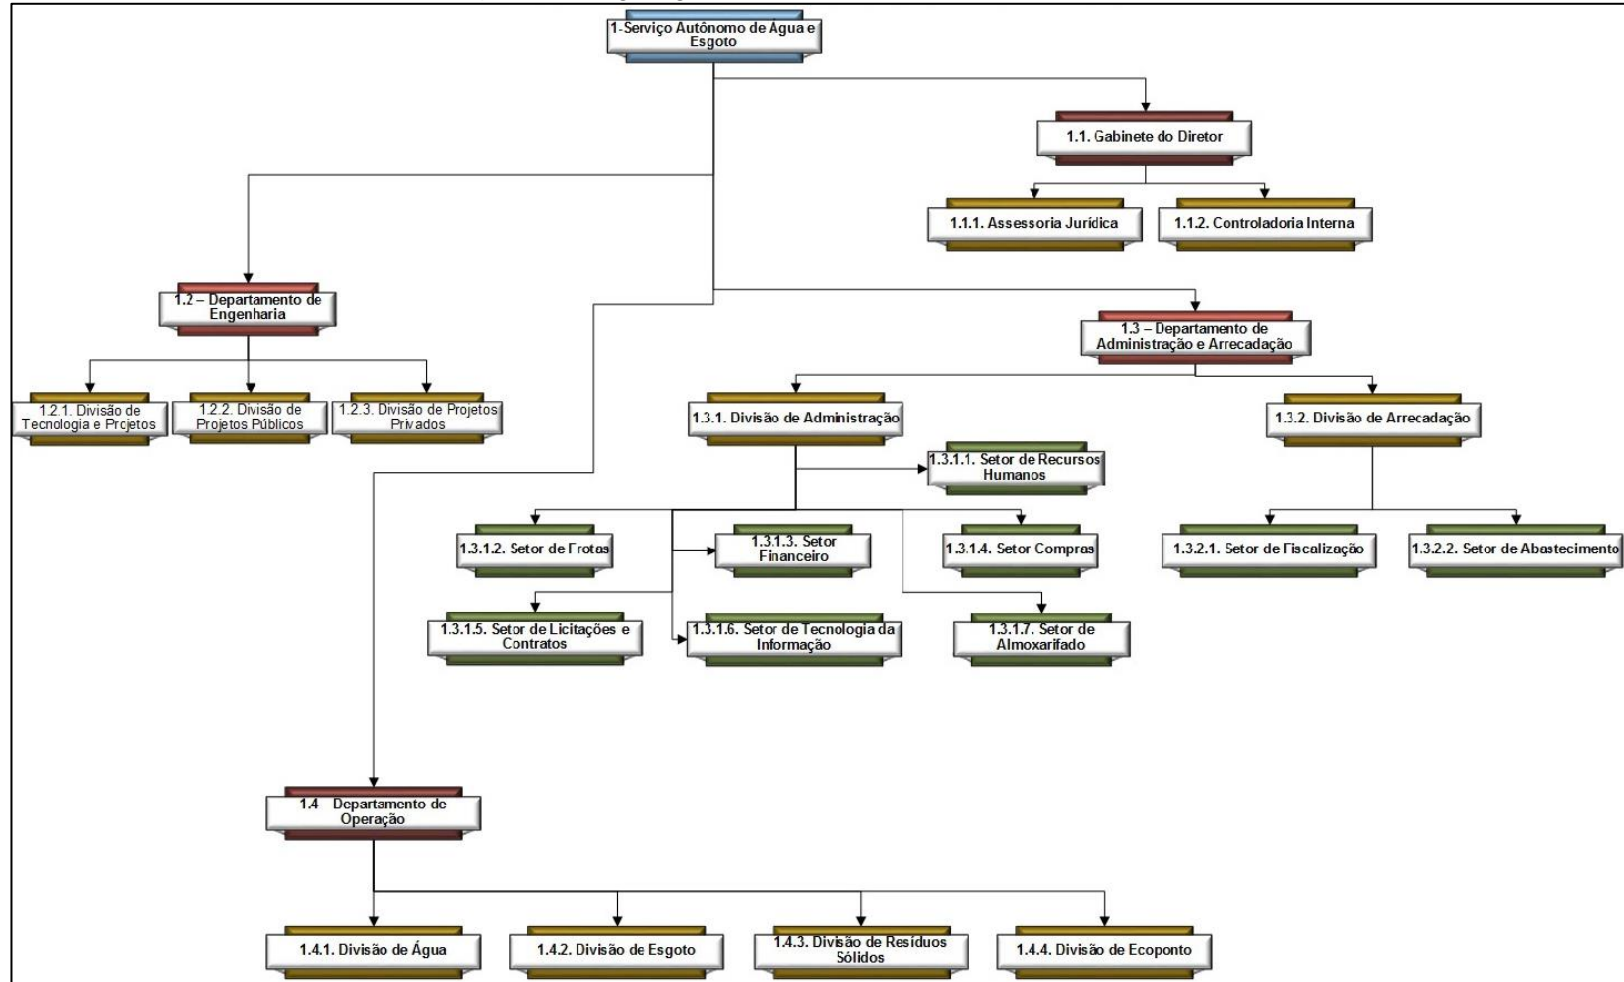 1-Serviço Autônomo de Água e
Esgoto
1.1. Gabinete do Diretor
1.1.1. Assessoria Jurídica
1.1.2. Controladoria Interna
1.2 – Departamento de
Engenharia
1.3 – Departamento de
Administração e Arrecadação
1.2.1. Divisão de
Tecnologia e Projetos
1.2.2. Divisão de
Projetos Públicos
1.2.3. Divisão de Projetos
Privados
1.3.1. Divisão de Administração
1.3.2. Divisão de Arrecadação
1.3.1.1. Setor de Recursos
Humanos
1.3.1.2. Setor de Frotas
1.3.1.3. Setor
Financeiro
1.3.1.4. Setor Compras
1.3.2.1. Setor de Fiscalização
1.3.2.2. Setor de Abastecimento
1.3.1.5. Setor de Licitações e
Contratos
1.3.1.6. Setor de Tecnologia da
Informação
1.3.1.7. Setor de
Almoxarifado
1.4 Departamento de
Operação
1.4.1. Divisão de Água
1.4.2. Divisão de Esgoto
1.4.3. Divisão de Resíduos
Sólidos
1.4.4. Divisão de Ecoponto